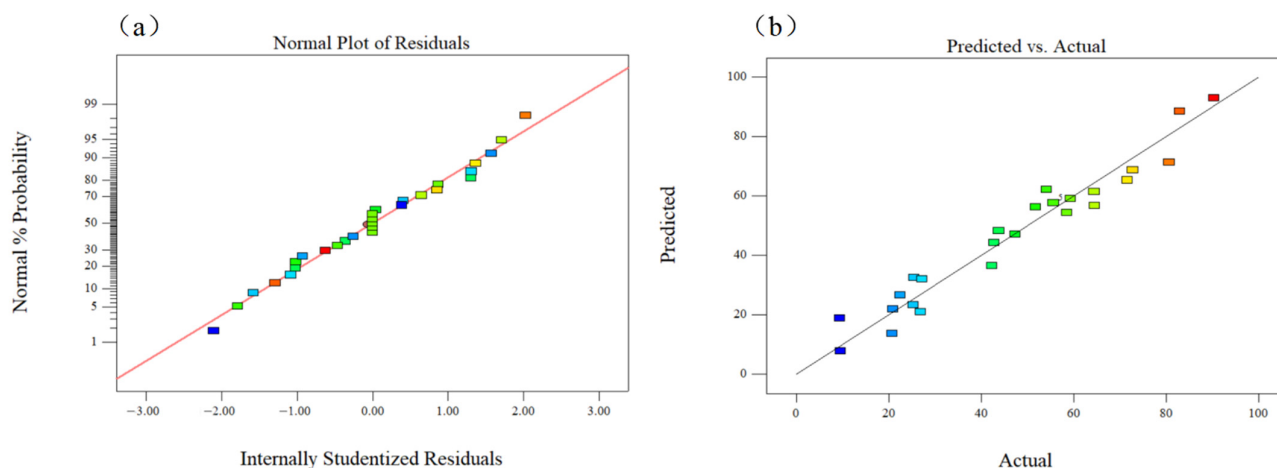 （a）
Normal Plot of Residuals
Normal % Probability
99
95
90
80
70
50
30
20
10
5
1
−3.00 −2.00 −1.00 0.00 1.00 2.00 3.00
Internally Studentized Residuals
（b）
Predicted vs. Actual
Predicted
100
80
60
40
20
0
5
0 20 40 60 80 100
Actual